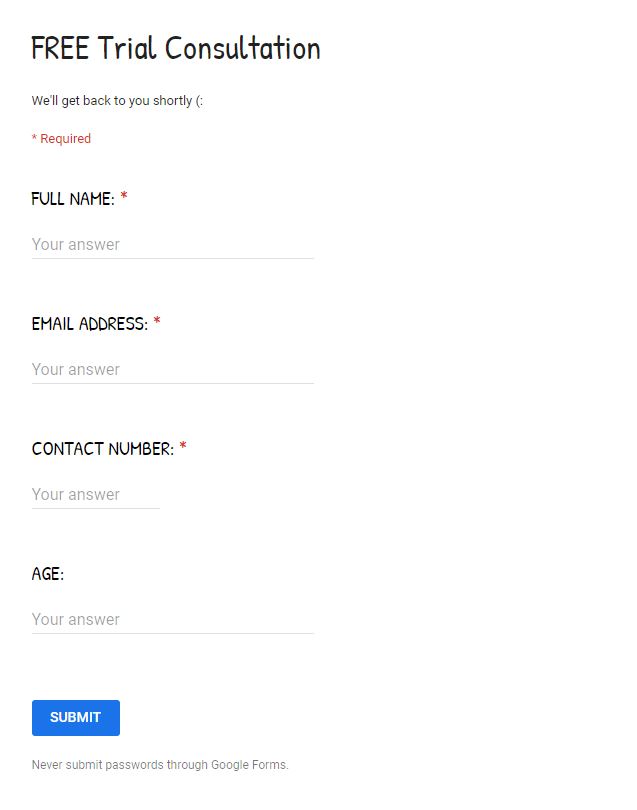 FREE Trial Consultation
We'll get back to you shortly (:
* Required
FULL NAME: *
Your answer
EMAIL ADDRESS: *
Your answer
CONTACT NUMBER: *
Your answer
AGE:
Your answer
SUBMIT
Never submit passwords through Google Forms.